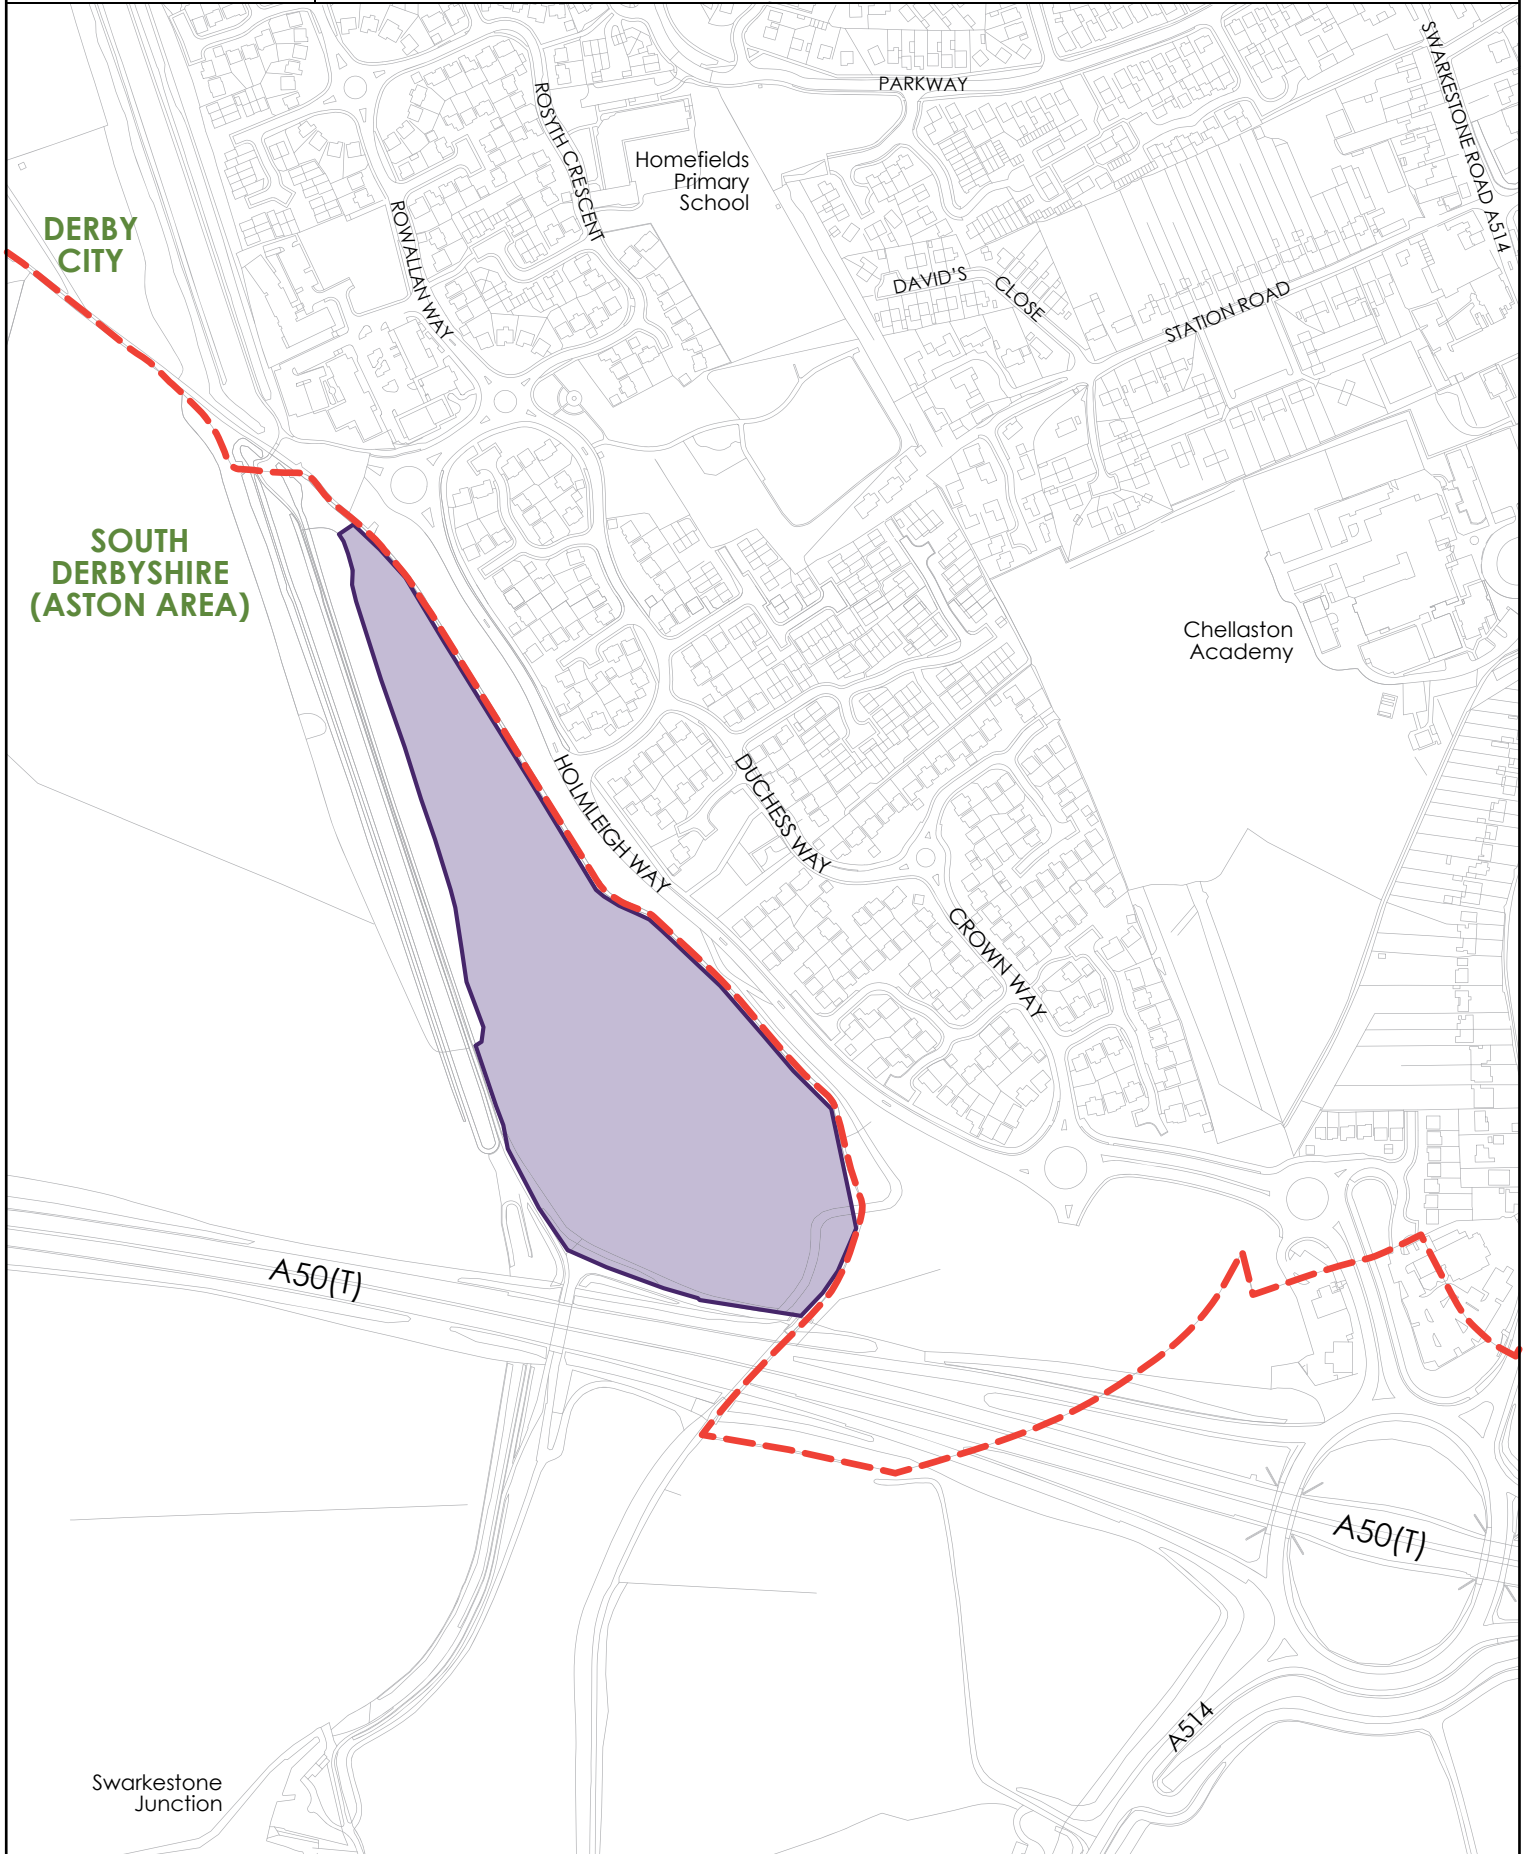 PARKWAY
SWARKESTONE ROAD A514
ROSYTH CRESCENT
Homefields
Primary
School
ROWALLAN WAY
DERBY
CITY
DAVID'S
CLOSE
STATION ROAD
SOUTH
DERBYSHIRE
(ASTON AREA)
Chellaston
Academy
HOLMLEIGH WAY
DUCHESS WAY
CROWN WAY
A50(T)
A50(T)
A514
Swarkestone
Junction